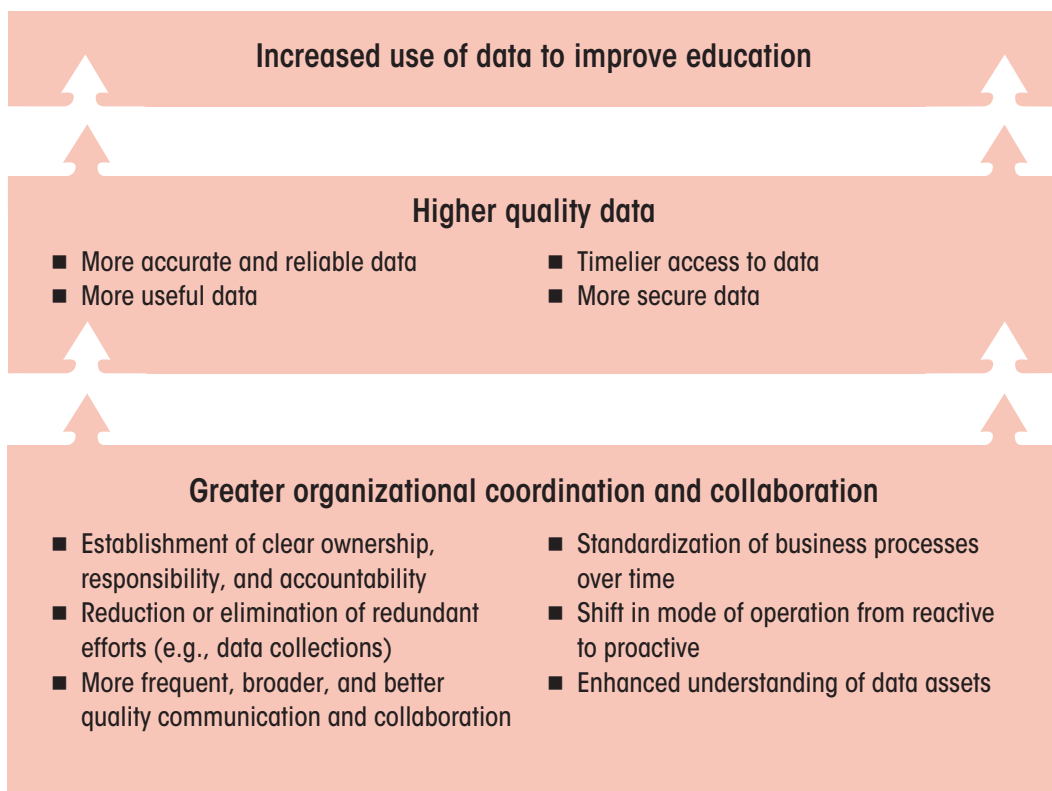 Increased use of data to improve education
Higher quality data
■ More accurate and reliable data
■ More useful data
■ Timelier access to data
■ More secure data
Greater organizational coordination and collaboration
■ Establishment of clear ownership,
responsibility, and accountability
■ Reduction or elimination of redundant
efforts (e.g., data collections)
■ More frequent, broader, and better
quality communication and collaboration
■ Standardization of business processes
over time
■ Shift in mode of operation from reactive
to proactive
■ Enhanced understanding of data assets